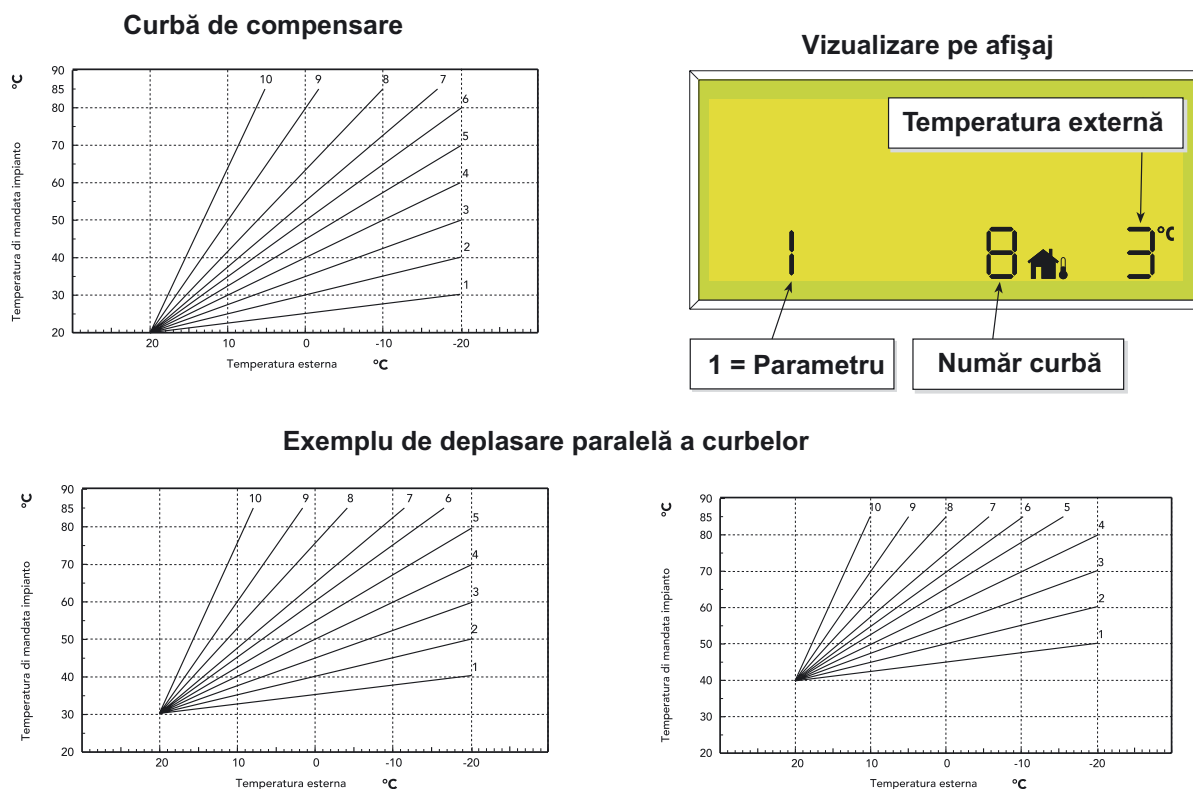 Curbă de compensare
°C
90
85
80
70
60
50
40
30
20
Temperatura di mandata impianto
10 9 8 7
6
5
4
3
2
1
20 10 0 -10 -20
Temperatura esterna °C
Vizualizare pe afişaj
Temperatura externă
1 8 3 °C
1 = Parametru
Număr curbă
Exemplu de deplasare paralelă a curbelor
°C
90
85
80
70
60
50
40
30
20
Temperatura di mandata impianto
10 9 8 7 6
5
4
3
2
1
20 10 0 -10 -20
Temperatura esterna °C
°C
90
85
80
70
60
50
40
30
20
Temperatura di mandata impianto
10 9 8 7 6 5
4
3
2
1
20 10 0 -10 -20
Temperatura esterna °C